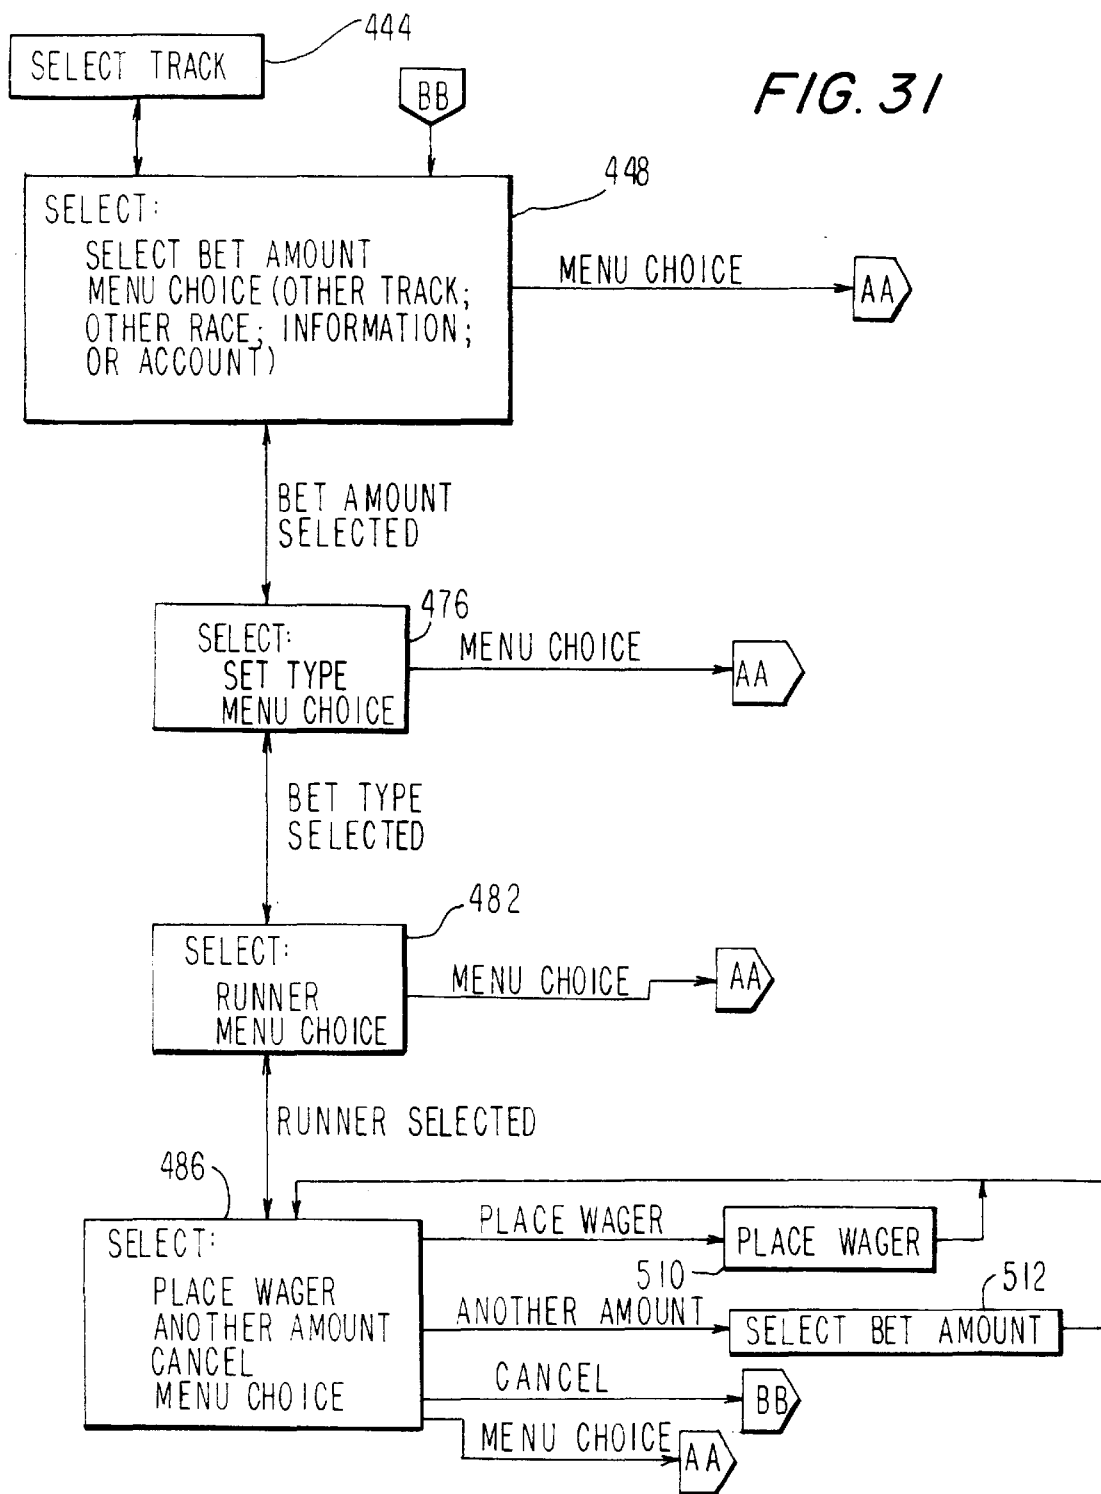 444
SELECT TRACK
BB
FIG. 31
448
SELECT:
SELECT BET AMOUNT
MENU CHOICE (OTHER TRACK;
OTHER RACE; INFORMATION;
OR ACCOUNT)
MENU CHOICE
AA
BET AMOUNT
SELECTED
476
SELECT:
SET TYPE
MENU CHOICE
MENU CHOICE
AA
BET TYPE
SELECTED
482
SELECT:
RUNNER
MENU CHOICE
MENU CHOICE
AA
RUNNER SELECTED
486
SELECT:
PLACE WAGER
ANOTHER AMOUNT
CANCEL
MENU CHOICE
PLACE WAGER
PLACE WAGER
510
512
ANOTHER AMOUNT
SELECT BET AMOUNT
CANCEL
BB
MENU CHOICE
AA